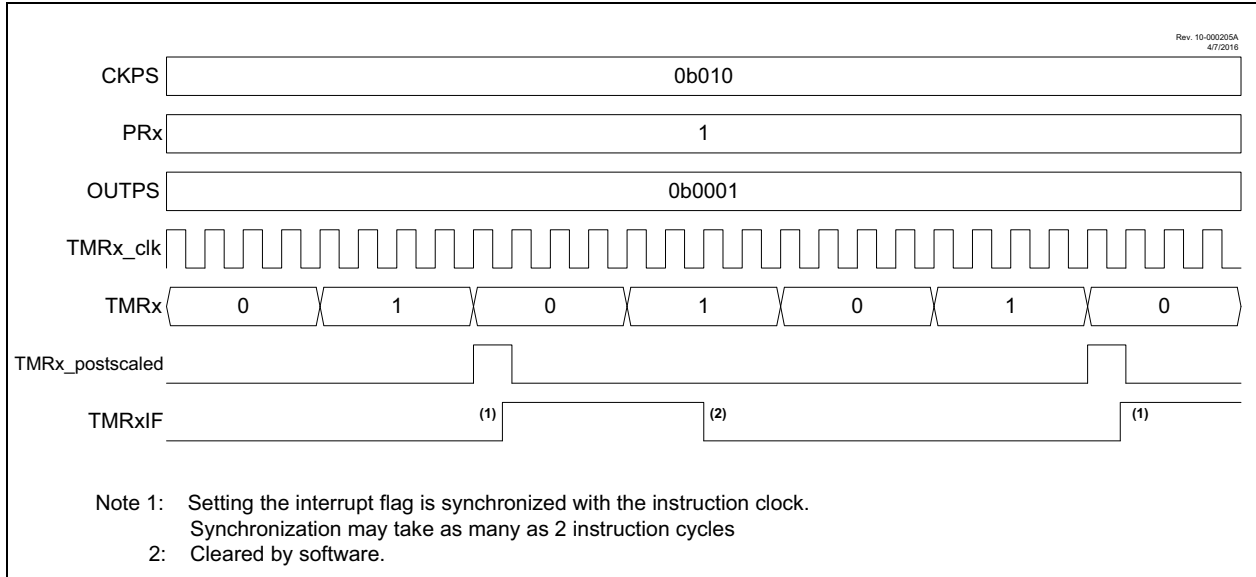 Rev. 10-000205A
4/7/2016
CKPS
0b010
PRx
1
OUTPS
0b0001
TMRx_clk
TMRx
0 1 0 1 0 1 0
TMRx_postscaled
TMRxIF
(1) (2) (1)
Note 1: Setting the interrupt flag is synchronized with the instruction clock.
Synchronization may take as many as 2 instruction cycles
2: Cleared by software.